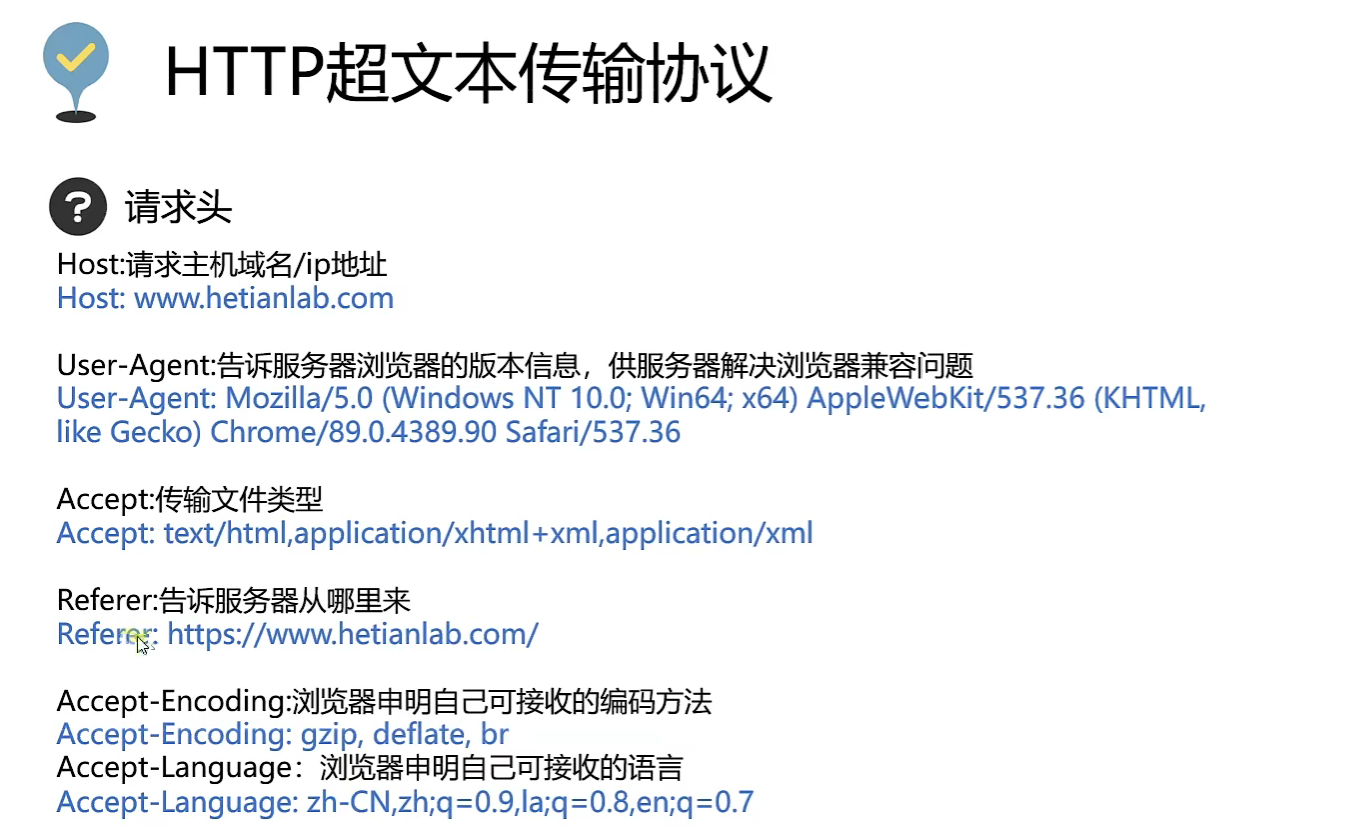 HTTP超文本传输协议
请求头
Host:请求主机域名/ip地址
Host: www.hetianlab.com
User-Agent:告诉服务器浏览器的版本信息，供服务器解决浏览器兼容问题
User-Agent: Mozilla/5.0 (Windows NT 10.0; Win64; x64) AppleWebKit/537.36 (KHTML,
like Gecko) Chrome/89.0.4389.90 Safari/537.36
Accept:传输文件类型
Accept: text/html,application/xhtml+xml,application/xml
Referer:告诉服务器从哪里来
Referer: https://www.hetianlab.com/
Accept-Encoding:浏览器申明自己可接收的编码方法
Accept-Encoding: gzip, deflate, br
Accept-Language：浏览器申明自己可接收的语言
Accept-Language: zh-CN,zh;q=0.9,la;q=0.8,en;q=0.7